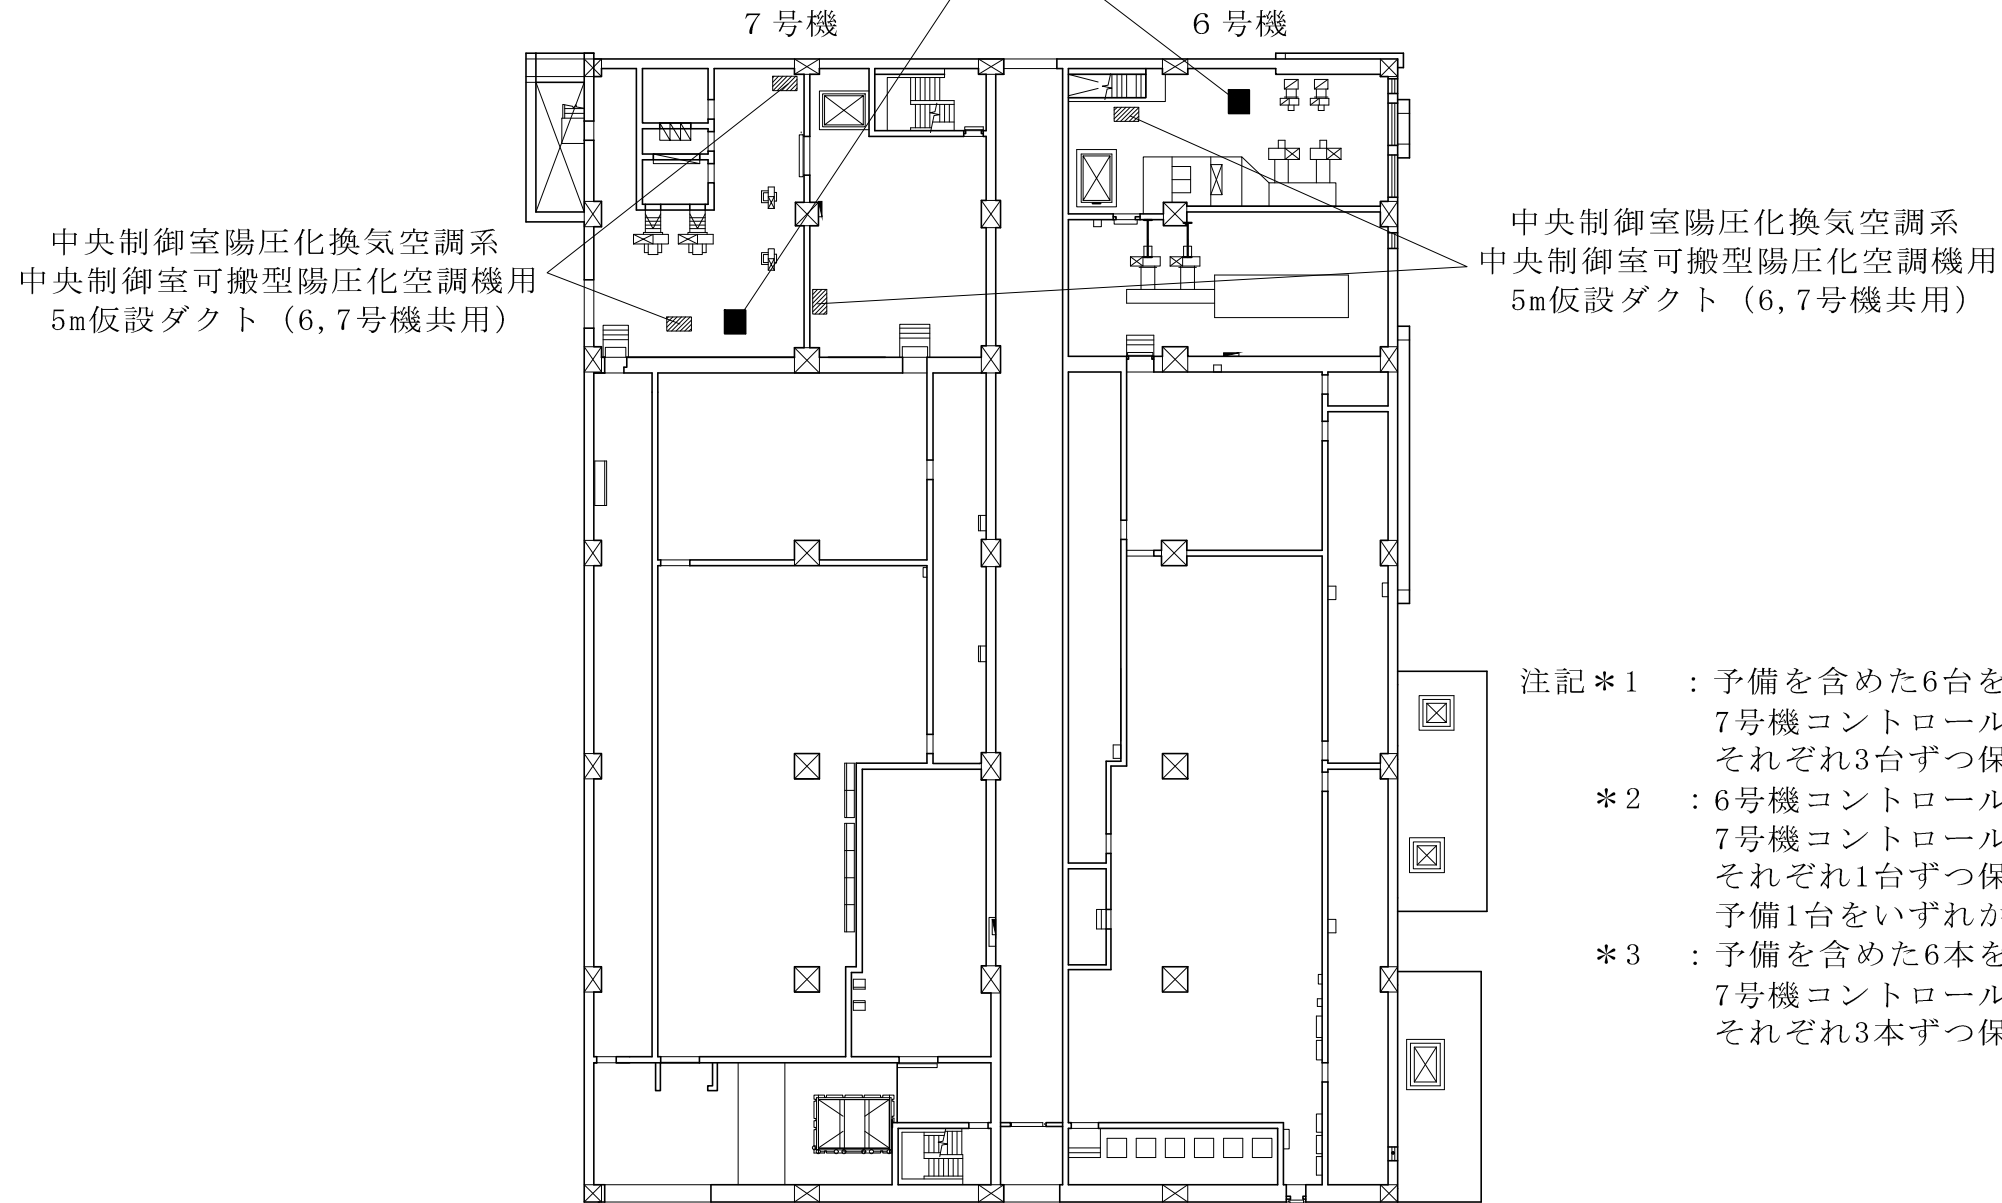 7号機
6号機
中央制御室陽圧化換気空調系
中央制御室可搬型陽圧化空調機用
5m仮設ダクト（6,7号機共用）
中央制御室陽圧化換気空調系
中央制御室可搬型陽圧化空調機用
5m仮設ダクト（6,7号機共用）
注記＊1 ：予備を含めた6台を
7号機コントロール
それぞれ3台ずつ保
＊2 ：6号機コントロール
7号機コントロール
それぞれ1台ずつ保
予備1台をいずれか
＊3 ：予備を含めた6本を
7号機コントロール
それぞれ3本ずつ保